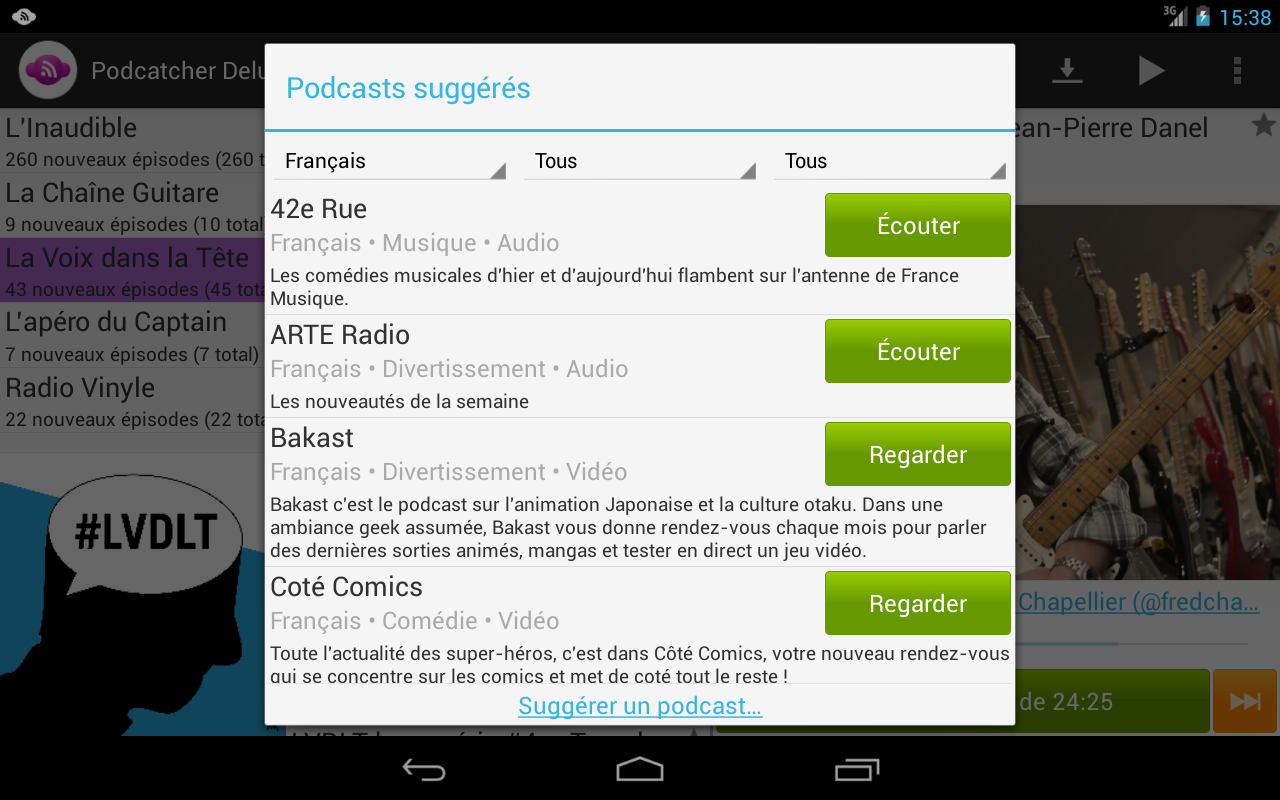 3G 15:38
Podcatcher Delu
Podcasts suggérés
L'Inaudible
260 nouveaux épisodes (260 t
La Chaîne Guitare
9 nouveaux épisodes (10 total
La Voix dans la Tête
43 nouveaux épisodes (45 tota
L'apéro du Captain
7 nouveaux épisodes (7 total)
Radio Vinyle
22 nouveaux épisodes (22 tota
#LVDLT
Français Tous Tous
42e Rue
Français • Musique • Audio
Écouter
Les comédies musicales d'hier et d'aujourd'hui flambent sur l'antenne de France
Musique.
ARTE Radio
Français • Divertissement • Audio
Écouter
Les nouveautés de la semaine
Bakast
Français • Divertissement • Vidéo
Regarder
Bakast c'est le podcast sur l'animation Japonaise et la culture otaku. Dans une
ambiance geek assumée, Bakast vous donne rendez-vous chaque mois pour parler
des dernières sorties animés, mangas et tester en direct un jeu vidéo.
Coté Comics
Français • Comédie • Vidéo
Regarder
Toute l'actualité des super-héros, c'est dans Côté Comics, votre nouveau rendez-vous
qui se concentre sur les comics et met de coté tout le reste !
Suggérer un podcast…
ean-Pierre Danel
Chapellier (@fredcha…
de 24:25